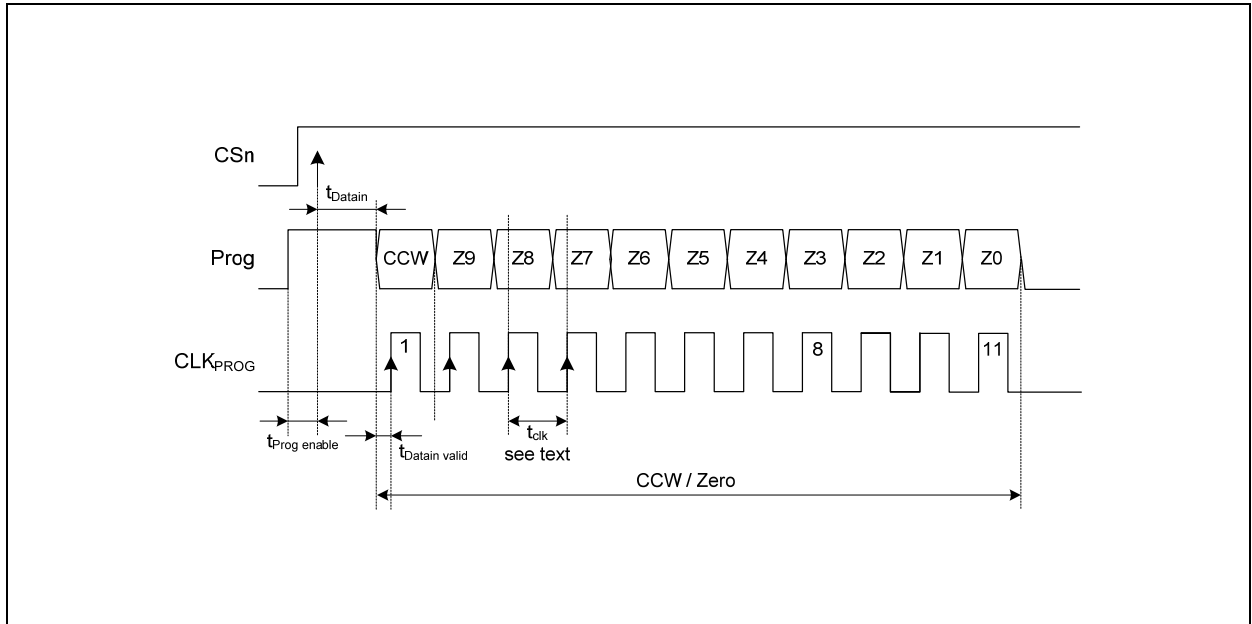 CSn
tDatain
Prog
CCW Z9 Z8 Z7 Z6 Z5 Z4 Z3 Z2 Z1 Z0
CLKPROG
1 8 11
tProg enable
tDatain valid
tclk
see text
CCW / Zero